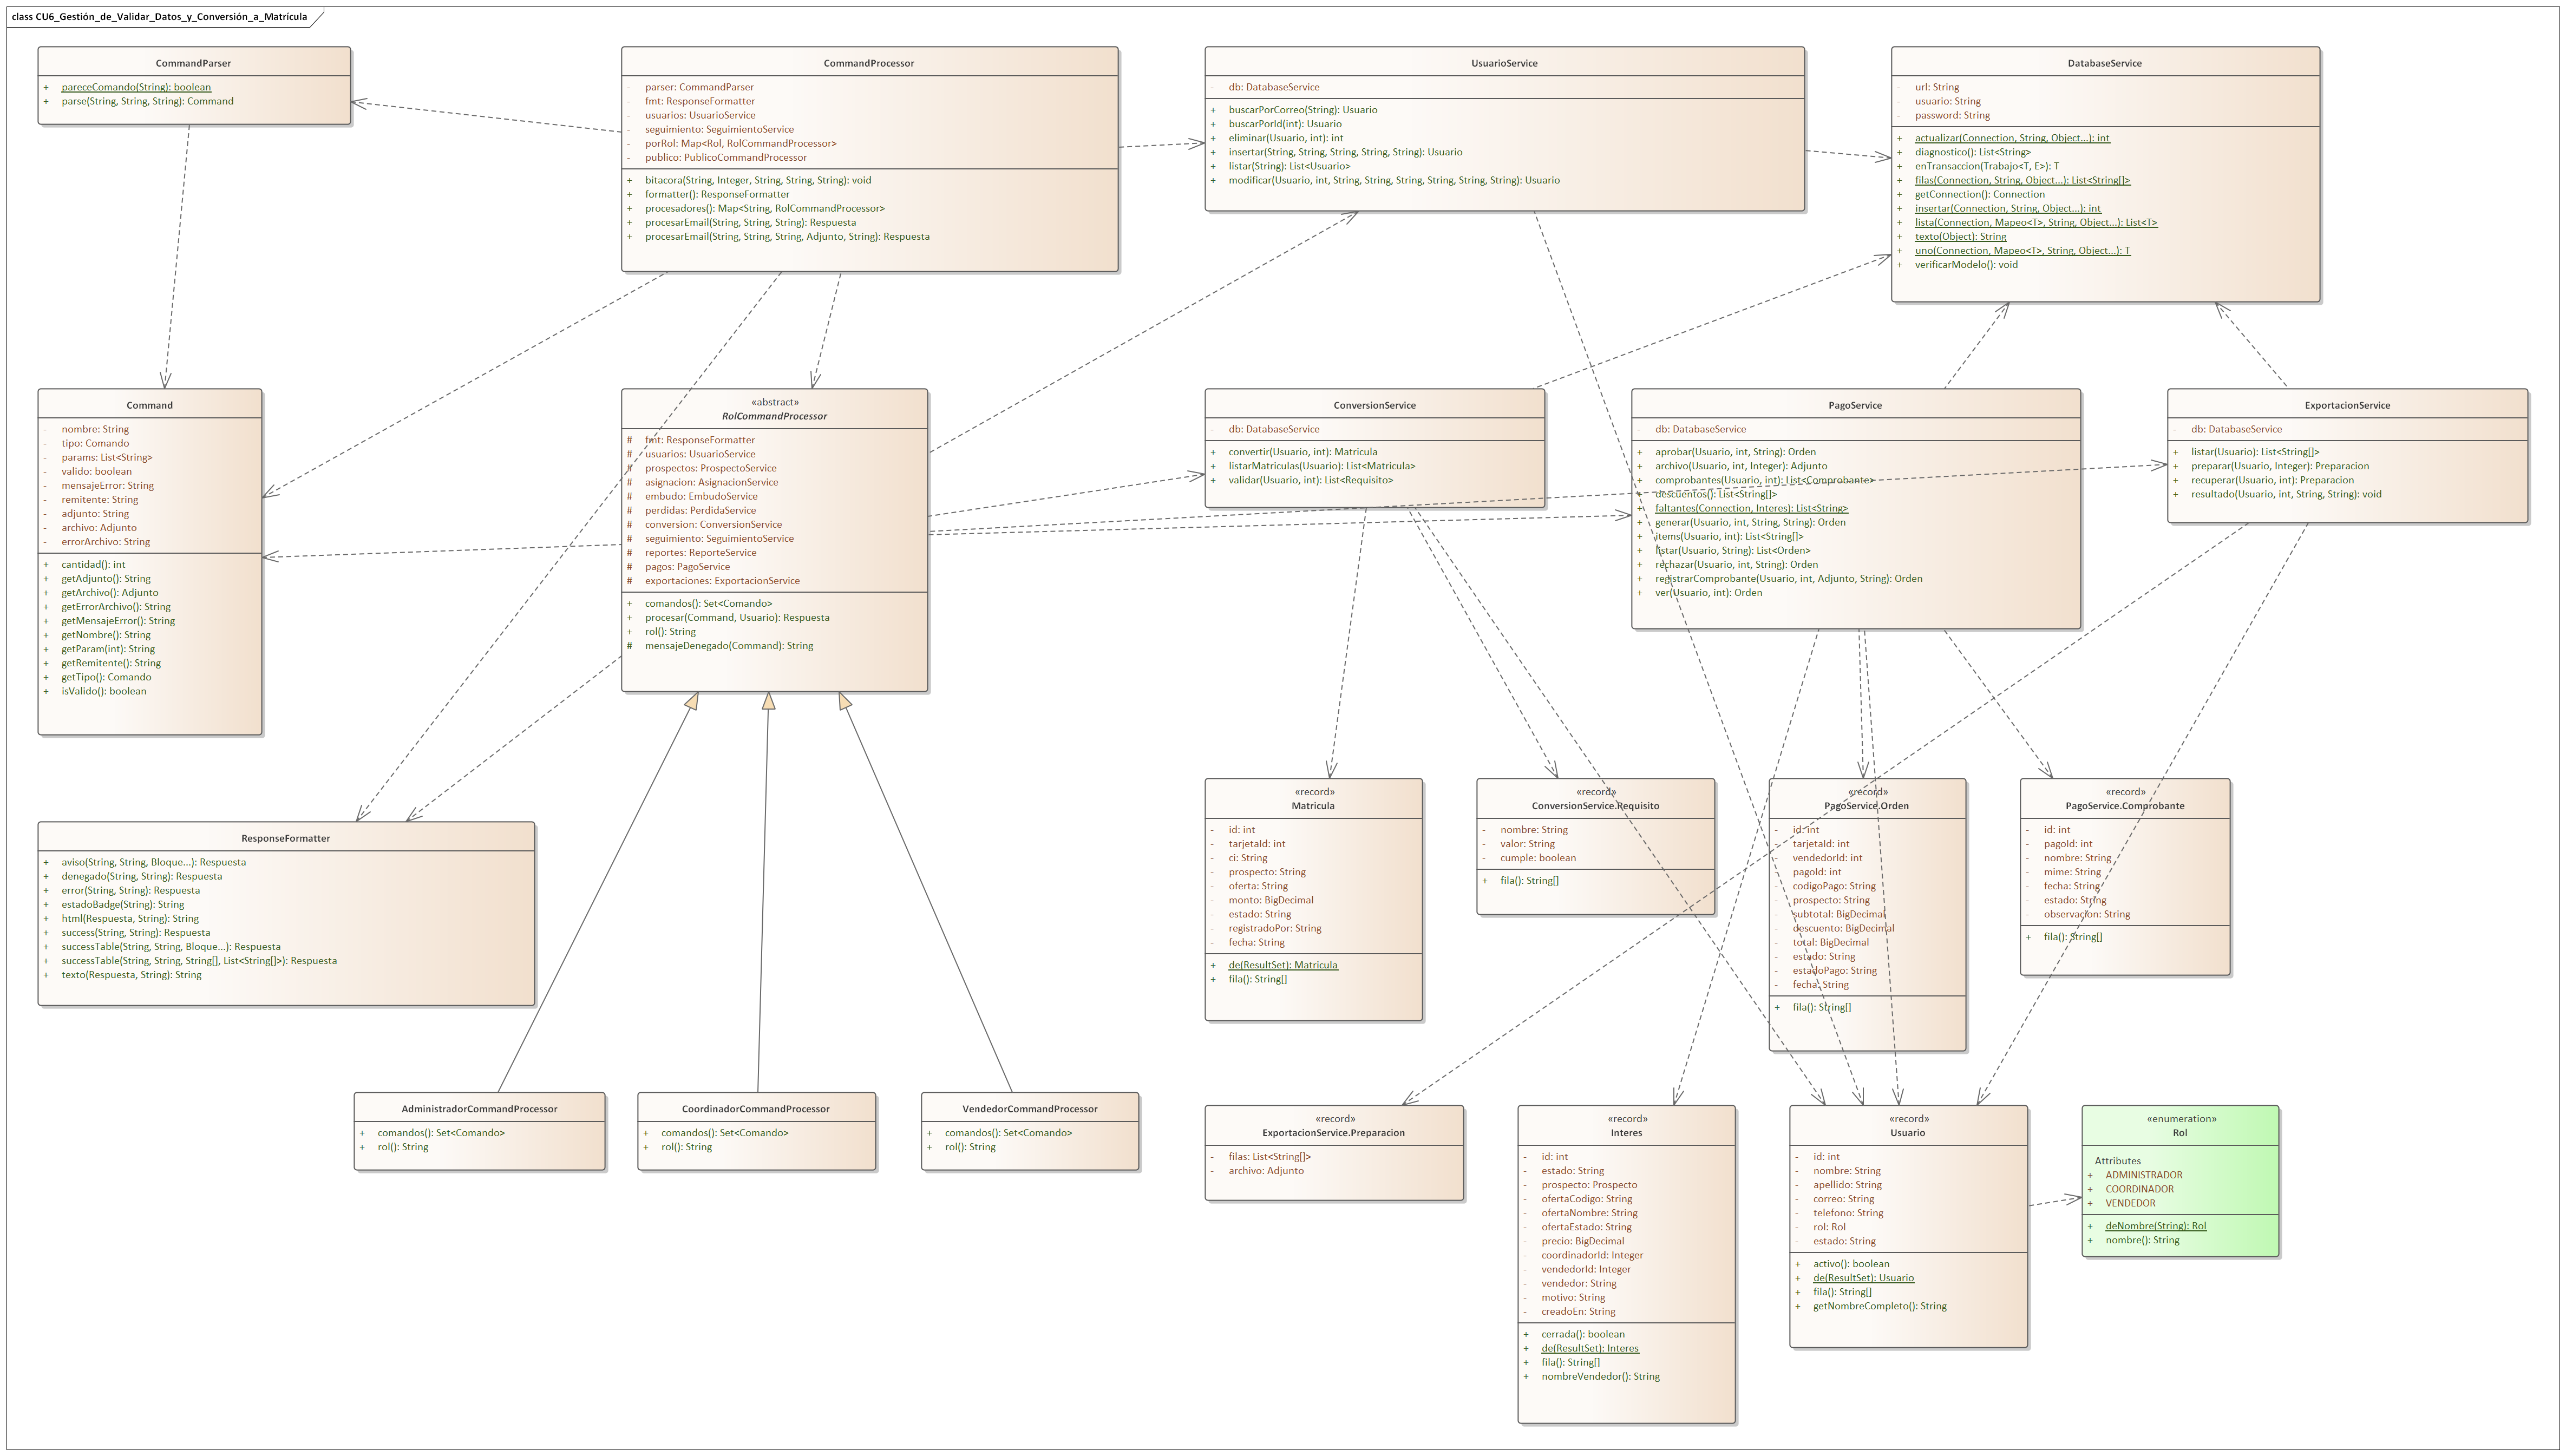 class CU6_Gestión_de_Validar_Datos_y_Conversión_a_Matrícula
CommandParser
+ pareceComando(String): boolean
+ parse(String, String, String): Command
CommandProcessor
- parser: CommandParser
- fmt: ResponseFormatter
- usuarios: UsuarioService
- seguimiento: SeguimientoService
- porRol: Map<Rol, RolCommandProcessor>
- publico: PublicoCommandProcessor
+ bitacora(String, Integer, String, String, String): void
+ formatter(): ResponseFormatter
+ procesadores(): Map<String, RolCommandProcessor>
+ procesarEmail(String, String, String): Respuesta
+ procesarEmail(String, String, String, Adjunto, String): Respuesta
UsuarioService
- db: DatabaseService
+ buscarPorCorreo(String): Usuario
+ buscarPorId(int): Usuario
+ eliminar(Usuario, int): int
+ insertar(String, String, String, String, String): Usuario
+ listar(String): List<Usuario>
+ modificar(Usuario, int, String, String, String, String, String, String): Usuario
DatabaseService
- url: String
- usuario: String
- password: String
+ actualizar(Connection, String, Object...): int
+ diagnostico(): List<String>
+ enTransaccion(Trabajo<T, E>): T
+ filas(Connection, String, Object...): List<String[]>
+ getConnection(): Connection
+ insertar(Connection, String, Object...): int
+ lista(Connection, Mapeo<T>, String, Object...): List<T>
+ texto(Object): String
+ uno(Connection, Mapeo<T>, String, Object...): T
+ verificarModelo(): void
Command
- nombre: String
- tipo: Comando
- params: List<String>
- valido: boolean
- mensajeError: String
- remitente: String
- adjunto: String
- archivo: Adjunto
- errorArchivo: String
+ cantidad(): int
+ getAdjunto(): String
+ getArchivo(): Adjunto
+ getErrorArchivo(): String
+ getMensajeError(): String
+ getNombre(): String
+ getParam(int): String
+ getRemitente(): String
+ getTipo(): Comando
+ isValido(): boolean
«abstract»
RolCommandProcessor
# fmt: ResponseFormatter
# usuarios: UsuarioService
# prospectos: ProspectoService
# asignacion: AsignacionService
# embudo: EmbudoService
# perdidas: PerdidaService
# conversion: ConversionService
# seguimiento: SeguimientoService
# reportes: ReporteService
# pagos: PagoService
# exportaciones: ExportacionService
+ comandos(): Set<Comando>
+ procesar(Command, Usuario): Respuesta
+ rol(): String
# mensajeDenegado(Command): String
ConversionService
- db: DatabaseService
+ convertir(Usuario, int): Matricula
+ listarMatriculas(Usuario): List<Matricula>
+ validar(Usuario, int): List<Requisito>
PagoService
- db: DatabaseService
+ aprobar(Usuario, int, String): Orden
+ archivo(Usuario, int, Integer): Adjunto
+ comprobantes(Usuario, int): List<Comprobante>
+ descuentos(): List<String[]>
+ faltantes(Connection, Interes): List<String>
+ generar(Usuario, int, String, String): Orden
+ items(Usuario, int): List<String[]>
+ listar(Usuario, String): List<Orden>
+ rechazar(Usuario, int, String): Orden
+ registrarComprobante(Usuario, int, Adjunto, String): Orden
+ ver(Usuario, int): Orden
ExportacionService
- db: DatabaseService
+ listar(Usuario): List<String[]>
+ preparar(Usuario, Integer): Preparacion
+ recuperar(Usuario, int): Preparacion
+ resultado(Usuario, int, String, String): void
ResponseFormatter
+ aviso(String, String, Bloque...): Respuesta
+ denegado(String, String): Respuesta
+ error(String, String): Respuesta
+ estadoBadge(String): String
+ html(Respuesta, String): String
+ success(String, String): Respuesta
+ successTable(String, String, Bloque...): Respuesta
+ successTable(String, String, String[], List<String[]>): Respuesta
+ texto(Respuesta, String): String
«record»
Matricula
- id: int
- tarjetaId: int
- ci: String
- prospecto: String
- oferta: String
- monto: BigDecimal
- estado: String
- registradoPor: String
- fecha: String
+ de(ResultSet): Matricula
+ fila(): String[]
«record»
ConversionService.Requisito
- nombre: String
- valor: String
- cumple: boolean
+ fila(): String[]
«record»
PagoService.Orden
- id: int
- tarjetaId: int
- vendedorId: int
- pagoId: int
- codigoPago: String
- prospecto: String
- subtotal: BigDecimal
- descuento: BigDecimal
- total: BigDecimal
- estado: String
- estadoPago: String
- fecha: String
+ fila(): String[]
«record»
PagoService.Comprobante
- id: int
- pagoId: int
- nombre: String
- mime: String
- fecha: String
- estado: String
- observacion: String
+ fila(): String[]
AdministradorCommandProcessor
+ comandos(): Set<Comando>
+ rol(): String
CoordinadorCommandProcessor
+ comandos(): Set<Comando>
+ rol(): String
VendedorCommandProcessor
+ comandos(): Set<Comando>
+ rol(): String
«record»
ExportacionService.Preparacion
- filas: List<String[]>
- archivo: Adjunto
«record»
Interes
- id: int
- estado: String
- prospecto: Prospecto
- ofertaCodigo: String
- ofertaNombre: String
- ofertaEstado: String
- precio: BigDecimal
- coordinadorId: Integer
- vendedorId: Integer
- vendedor: String
- motivo: String
- creadoEn: String
+ cerrada(): boolean
+ de(ResultSet): Interes
+ fila(): String[]
+ nombreVendedor(): String
«record»
Usuario
- id: int
- nombre: String
- apellido: String
- correo: String
- telefono: String
- rol: Rol
- estado: String
+ activo(): boolean
+ de(ResultSet): Usuario
+ fila(): String[]
+ getNombreCompleto(): String
«enumeration»
Rol
Attributes
+ ADMINISTRADOR
+ COORDINADOR
+ VENDEDOR
+ deNombre(String): Rol
+ nombre(): String